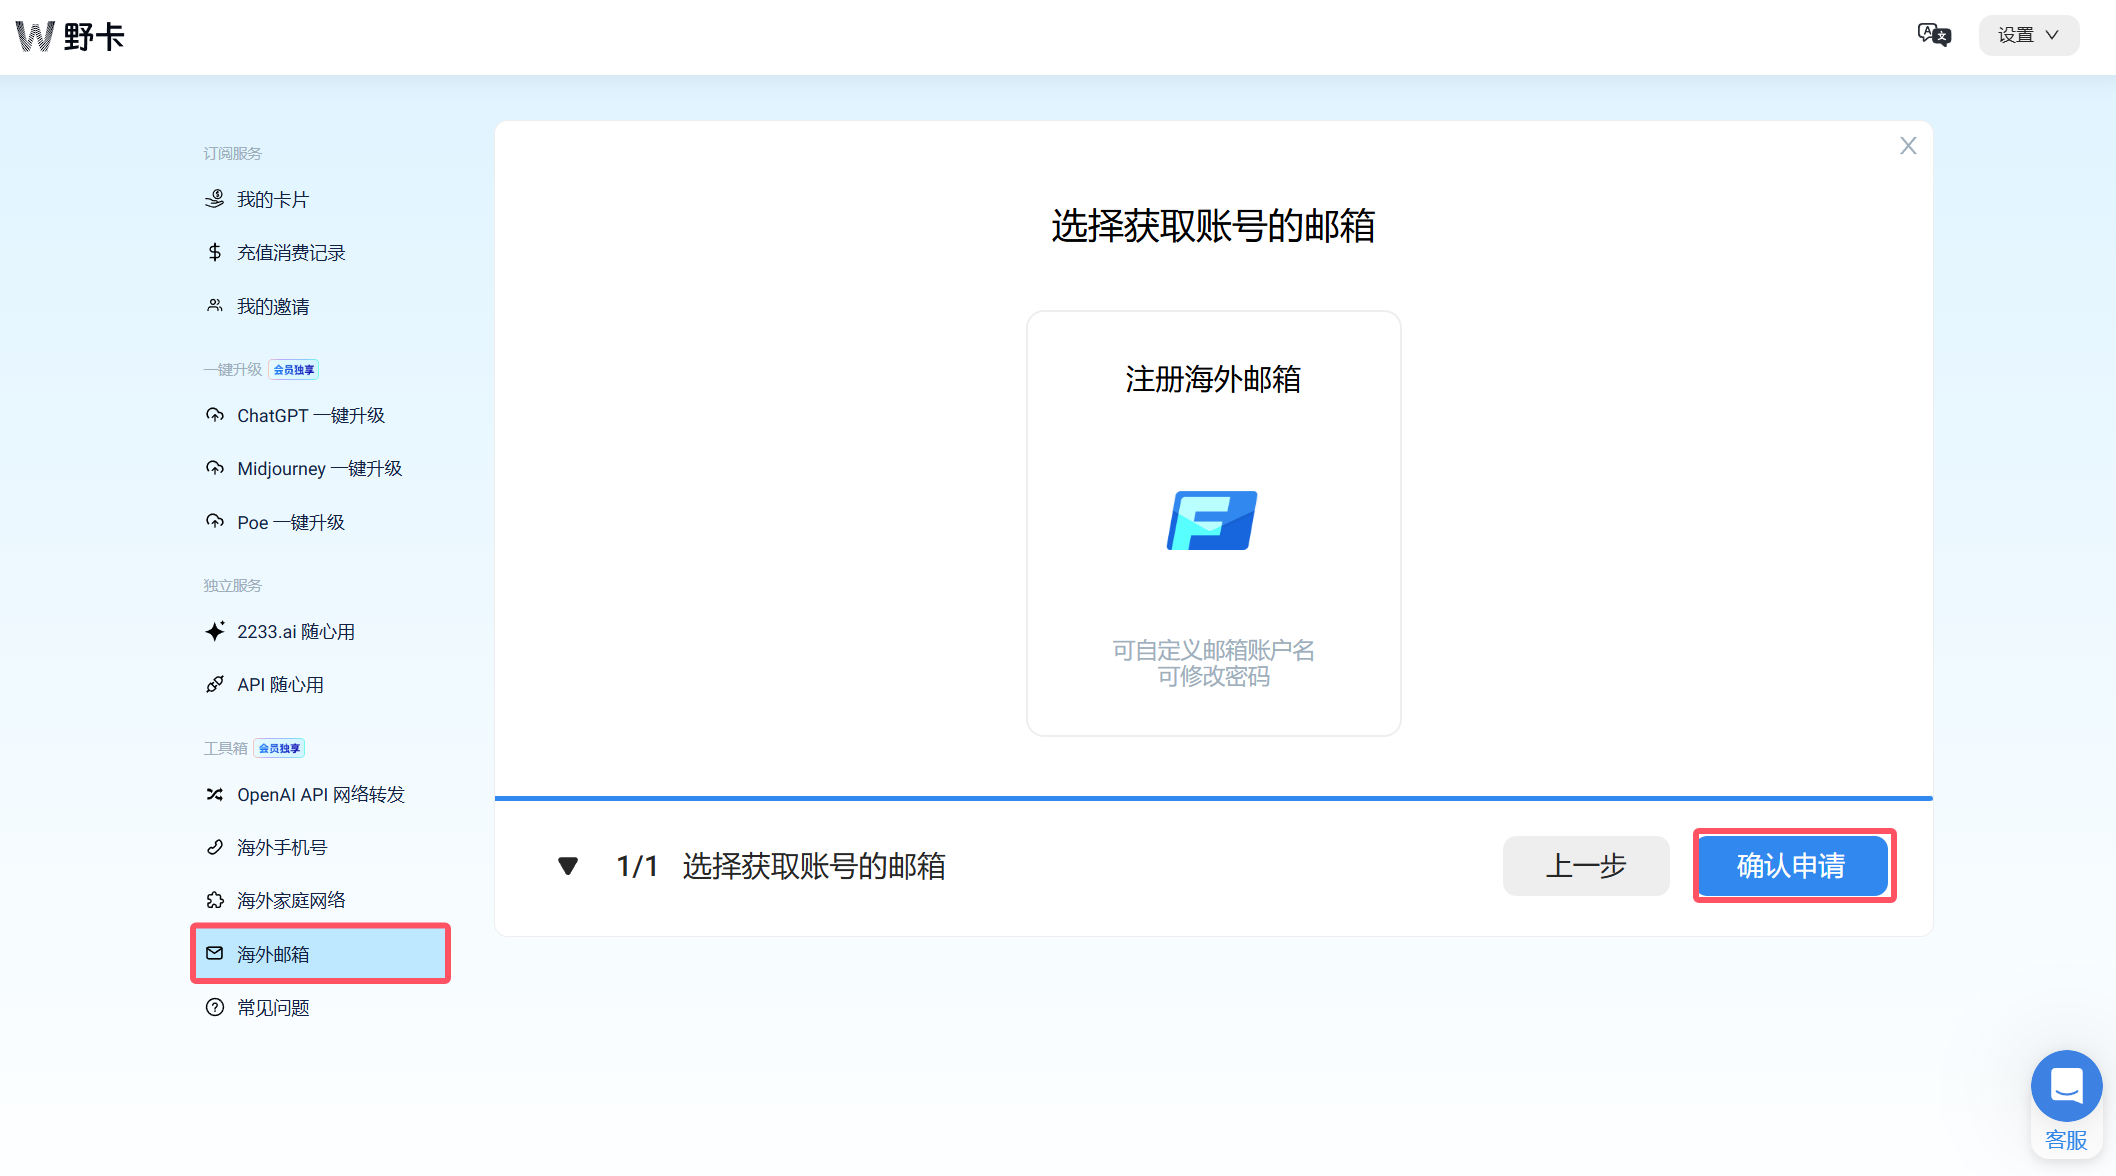 W 野卡
设置
订阅服务
我的卡片
充值消费记录
我的邀请
一键升级 会员独享
ChatGPT 一键升级
Midjourney 一键升级
Poe 一键升级
独立服务
2233.ai 随心用
API 随心用
工具箱 会员独享
OpenAI API 网络转发
海外手机号
海外家庭网络
海外邮箱
常见问题
X
选择获取账号的邮箱
注册海外邮箱
可自定义邮箱账户名
可修改密码
1/1 选择获取账号的邮箱
上一步
确认申请
客服